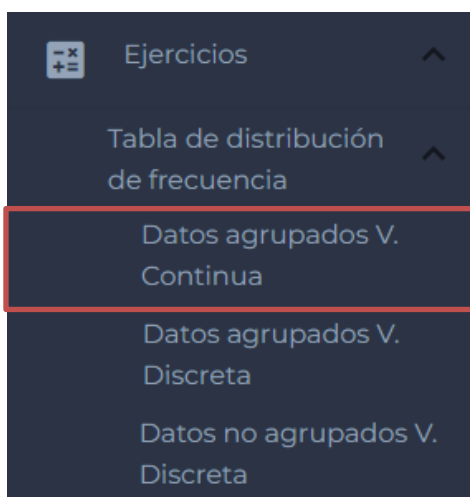 Ejercicios
Tabla de distribución
de frecuencia
Datos agrupados V.
Continua
Datos agrupados V.
Discreta
Datos no agrupados V.
Discreta